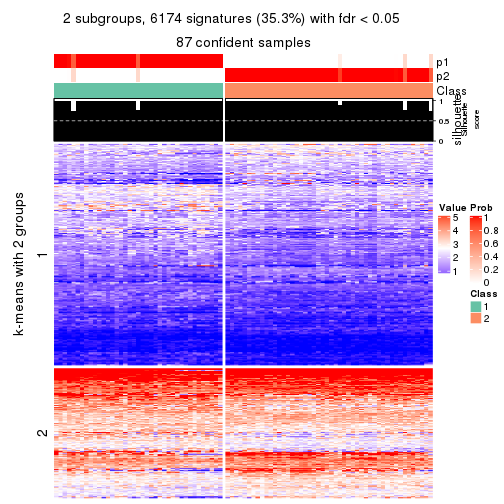 2 subgroups, 6174 signatures (35.3%) with fdr < 0.05
87 confident samples
p1
p2
Class
1
0.5
0
silhouette
Silhouette
score
k-means with 2 groups
1
2
Value
5
4
3
2
1
Prob
1
0.8
0.6
0.4
0.2
0
Class
1
2